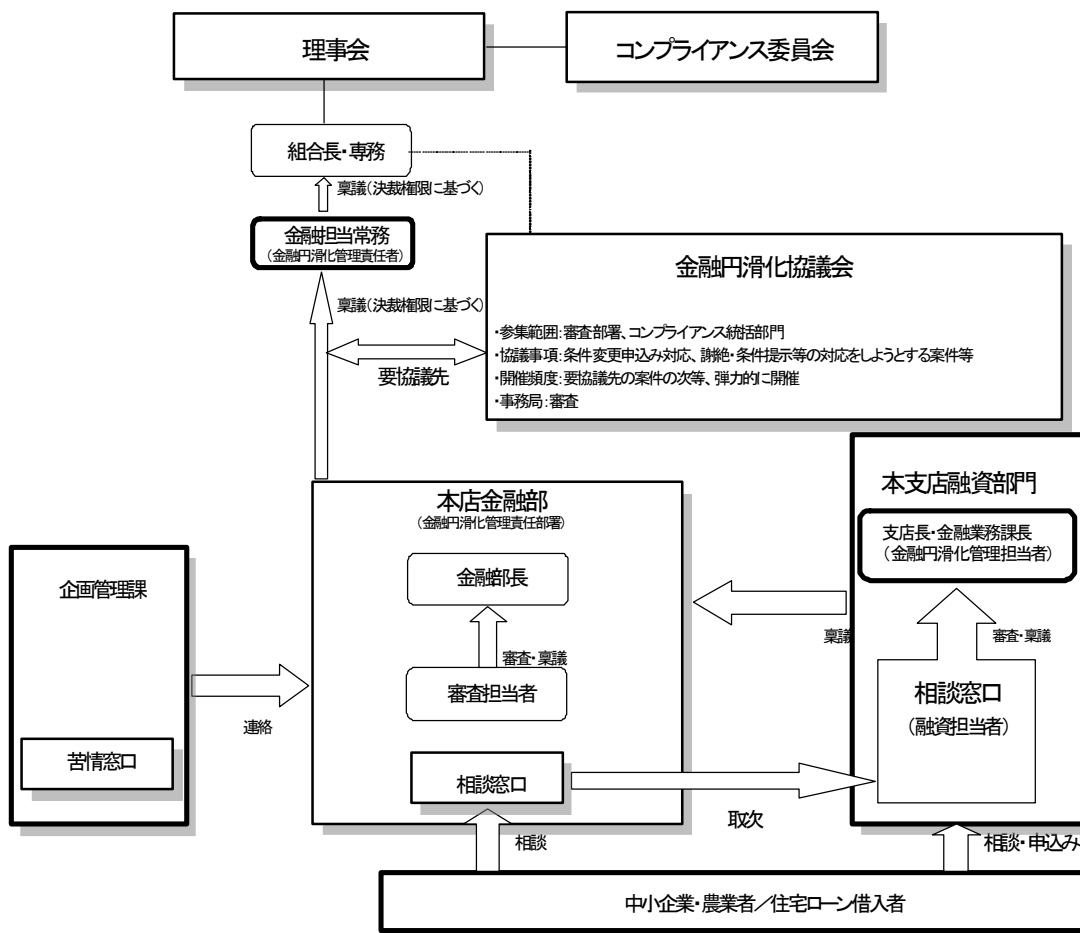 理事会
コンプライアンス委員会
組合長・専務
稟議(決裁権限に基づく)
金融担当常務
(金融円滑化管理責任者)
金融円滑化協議会
稟議(決裁権限に基づく)
・参集範囲:審査部署、コンプライアンス統括部門
・協議事項:条件変更申込み対応、謝絶・条件提示等の対応をしようとする案件等
・開催頻度:要協議先の案件の次等、弾力的に開催
・事務局:審査
要協議先
本店金融部
(金融円滑化管理責任部署)
金融部長
審査・稟議
審査担当者
相談窓口
本支店融資部門
支店長・金融業務課長
(金融円滑化管理担当者)
稟議
審査・稟議
相談窓口
(融資担当者)
企画管理課
連絡
苦情窓口
取次
相談
相談・申込み
中小企業・農業者/住宅ローン借入者